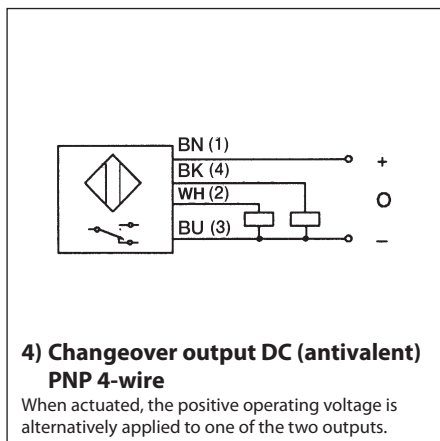 BN (1)
+
BK (4)
WH (2)
O
BU (3)
–
4) Changeover output DC (antivalent)
PNP 4-wire
When actuated, the positive operating voltage is
alternatively applied to one of the two outputs.